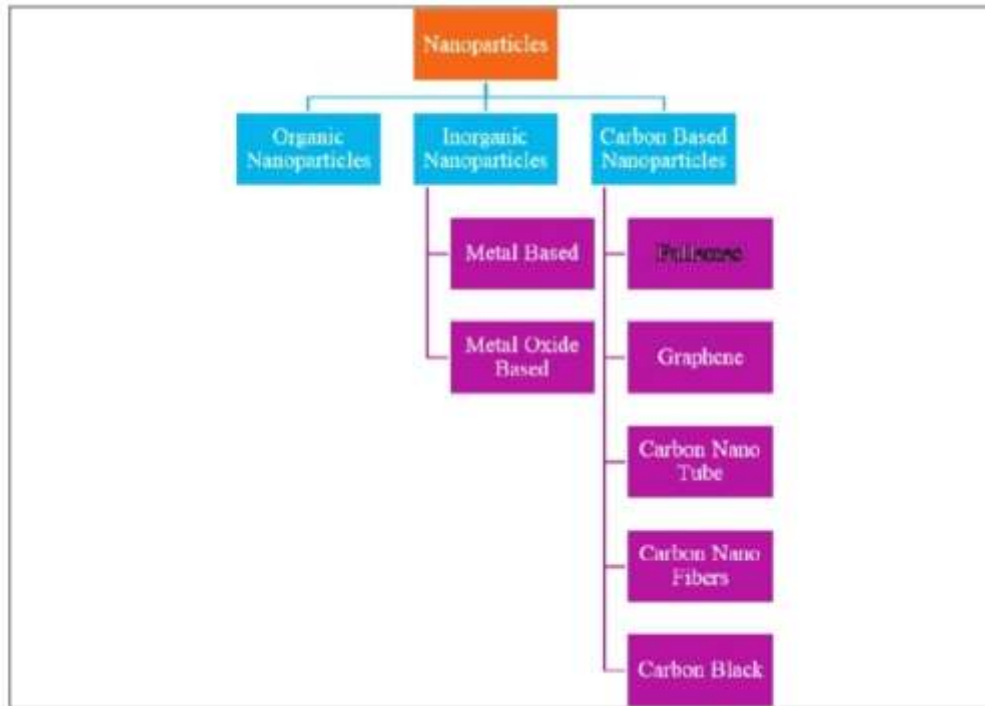 Nanoparticles
Organic
Nanoparticles
Inorganic
Nanoparticles
Carbon Based
Nanoparticles
Metal Based
Metal Oxide
Based
Graphene
Carbon Nano
Tube
Carbon Nano
Fibers
Carbon Black